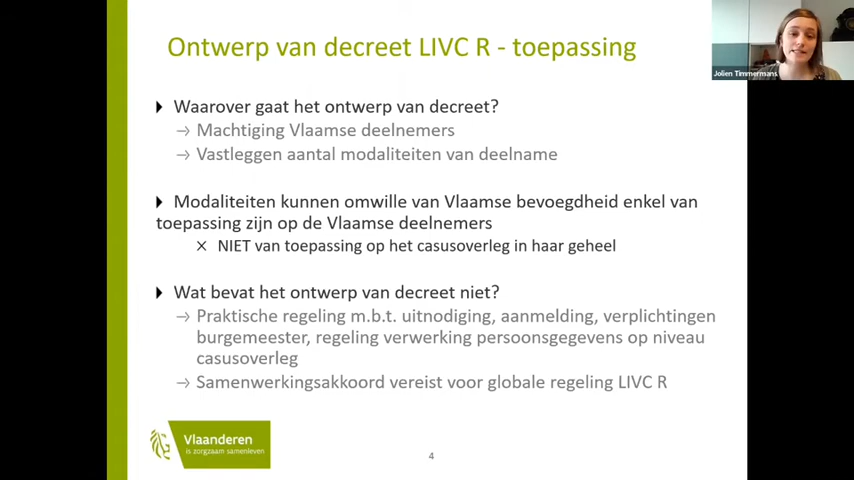 Ontwerp van decreet LIVC R - toepassing
Jolien Timmermans
Waarover gaat het ontwerp van decreet?
Machtiging Vlaamse deelnemers
Vastleggen aantal modaliteiten van deelname
Modaliteiten kunnen omwille van Vlaamse bevoegdheid enkel van
toepassing zijn op de Vlaamse deelnemers
NIET van toepassing op het casusoverleg in haar geheel
Wat bevat het ontwerp van decreet niet?
Praktische regeling m.b.t. uitnodiging, aanmelding, verplichtingen
burgemeester, regeling verwerking persoonsgegevens op niveau
casusoverleg
Samenwerkingsakkoord vereist voor globale regeling LIVC R
Vlaanderen
is zorgzaam samenleven
4